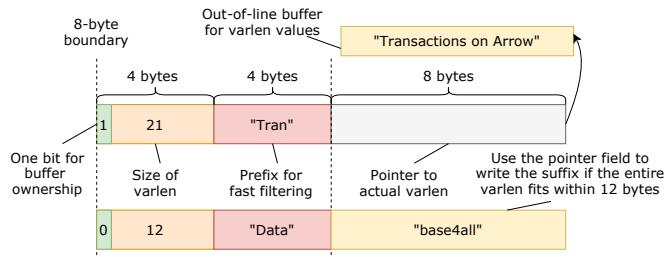 Out-of-line buffer
for varlen values
"Transactions on Arrow"
8-byte
boundary
4 bytes
4 bytes
8 bytes
1
21
"Tran"
One bit for
buffer
ownership
Size of
varlen
Prefix for
fast filtering
Pointer to
actual varlen
Use the pointer field to
write the suffix if the entire
varlen fits within 12 bytes
0
12
"Data"
"base4all"